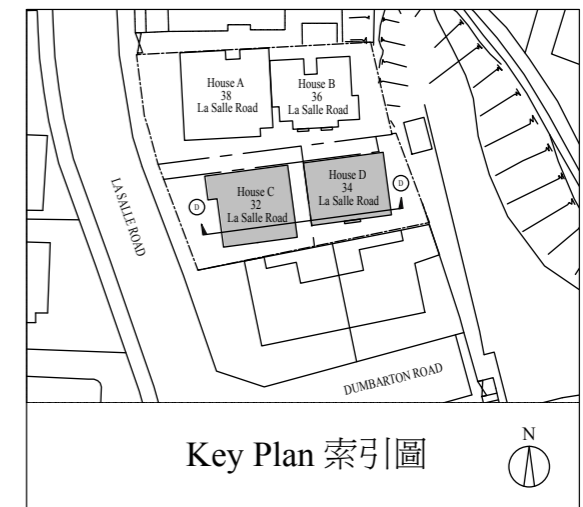 House A
38
La Salle Road
House B
36
La Salle Road
House C
32
La Salle Road
House D
34
La Salle Road
D
D
LA SALLE ROAD
DUMBARTON ROAD
Key Plan 索引圖
N